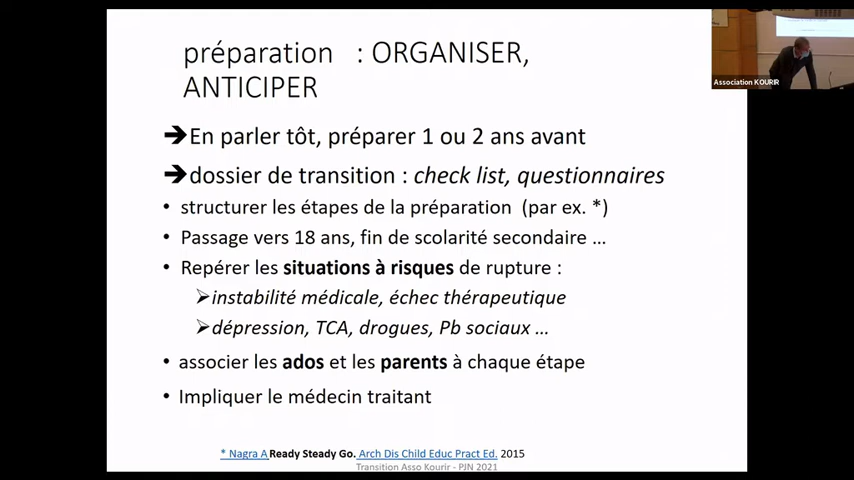 préparation : ORGANISER,
ANTICIPER
➔En parler tôt, préparer 1 ou 2 ans avant
➔dossier de transition : check list, questionnaires
• structurer les étapes de la préparation (par ex. *)
• Passage vers 18 ans, fin de scolarité secondaire ...
• Repérer les situations à risques de rupture :
➢instabilité médicale, échec thérapeutique
➢dépression, TCA, drogues, Pb sociaux ...
• associer les ados et les parents à chaque étape
• Impliquer le médecin traitant
* Nagra A Ready Steady Go. Arch Dis Child Educ Pract Ed. 2015
Transition Asso Kourir - PJN 2021
Association KOURIR